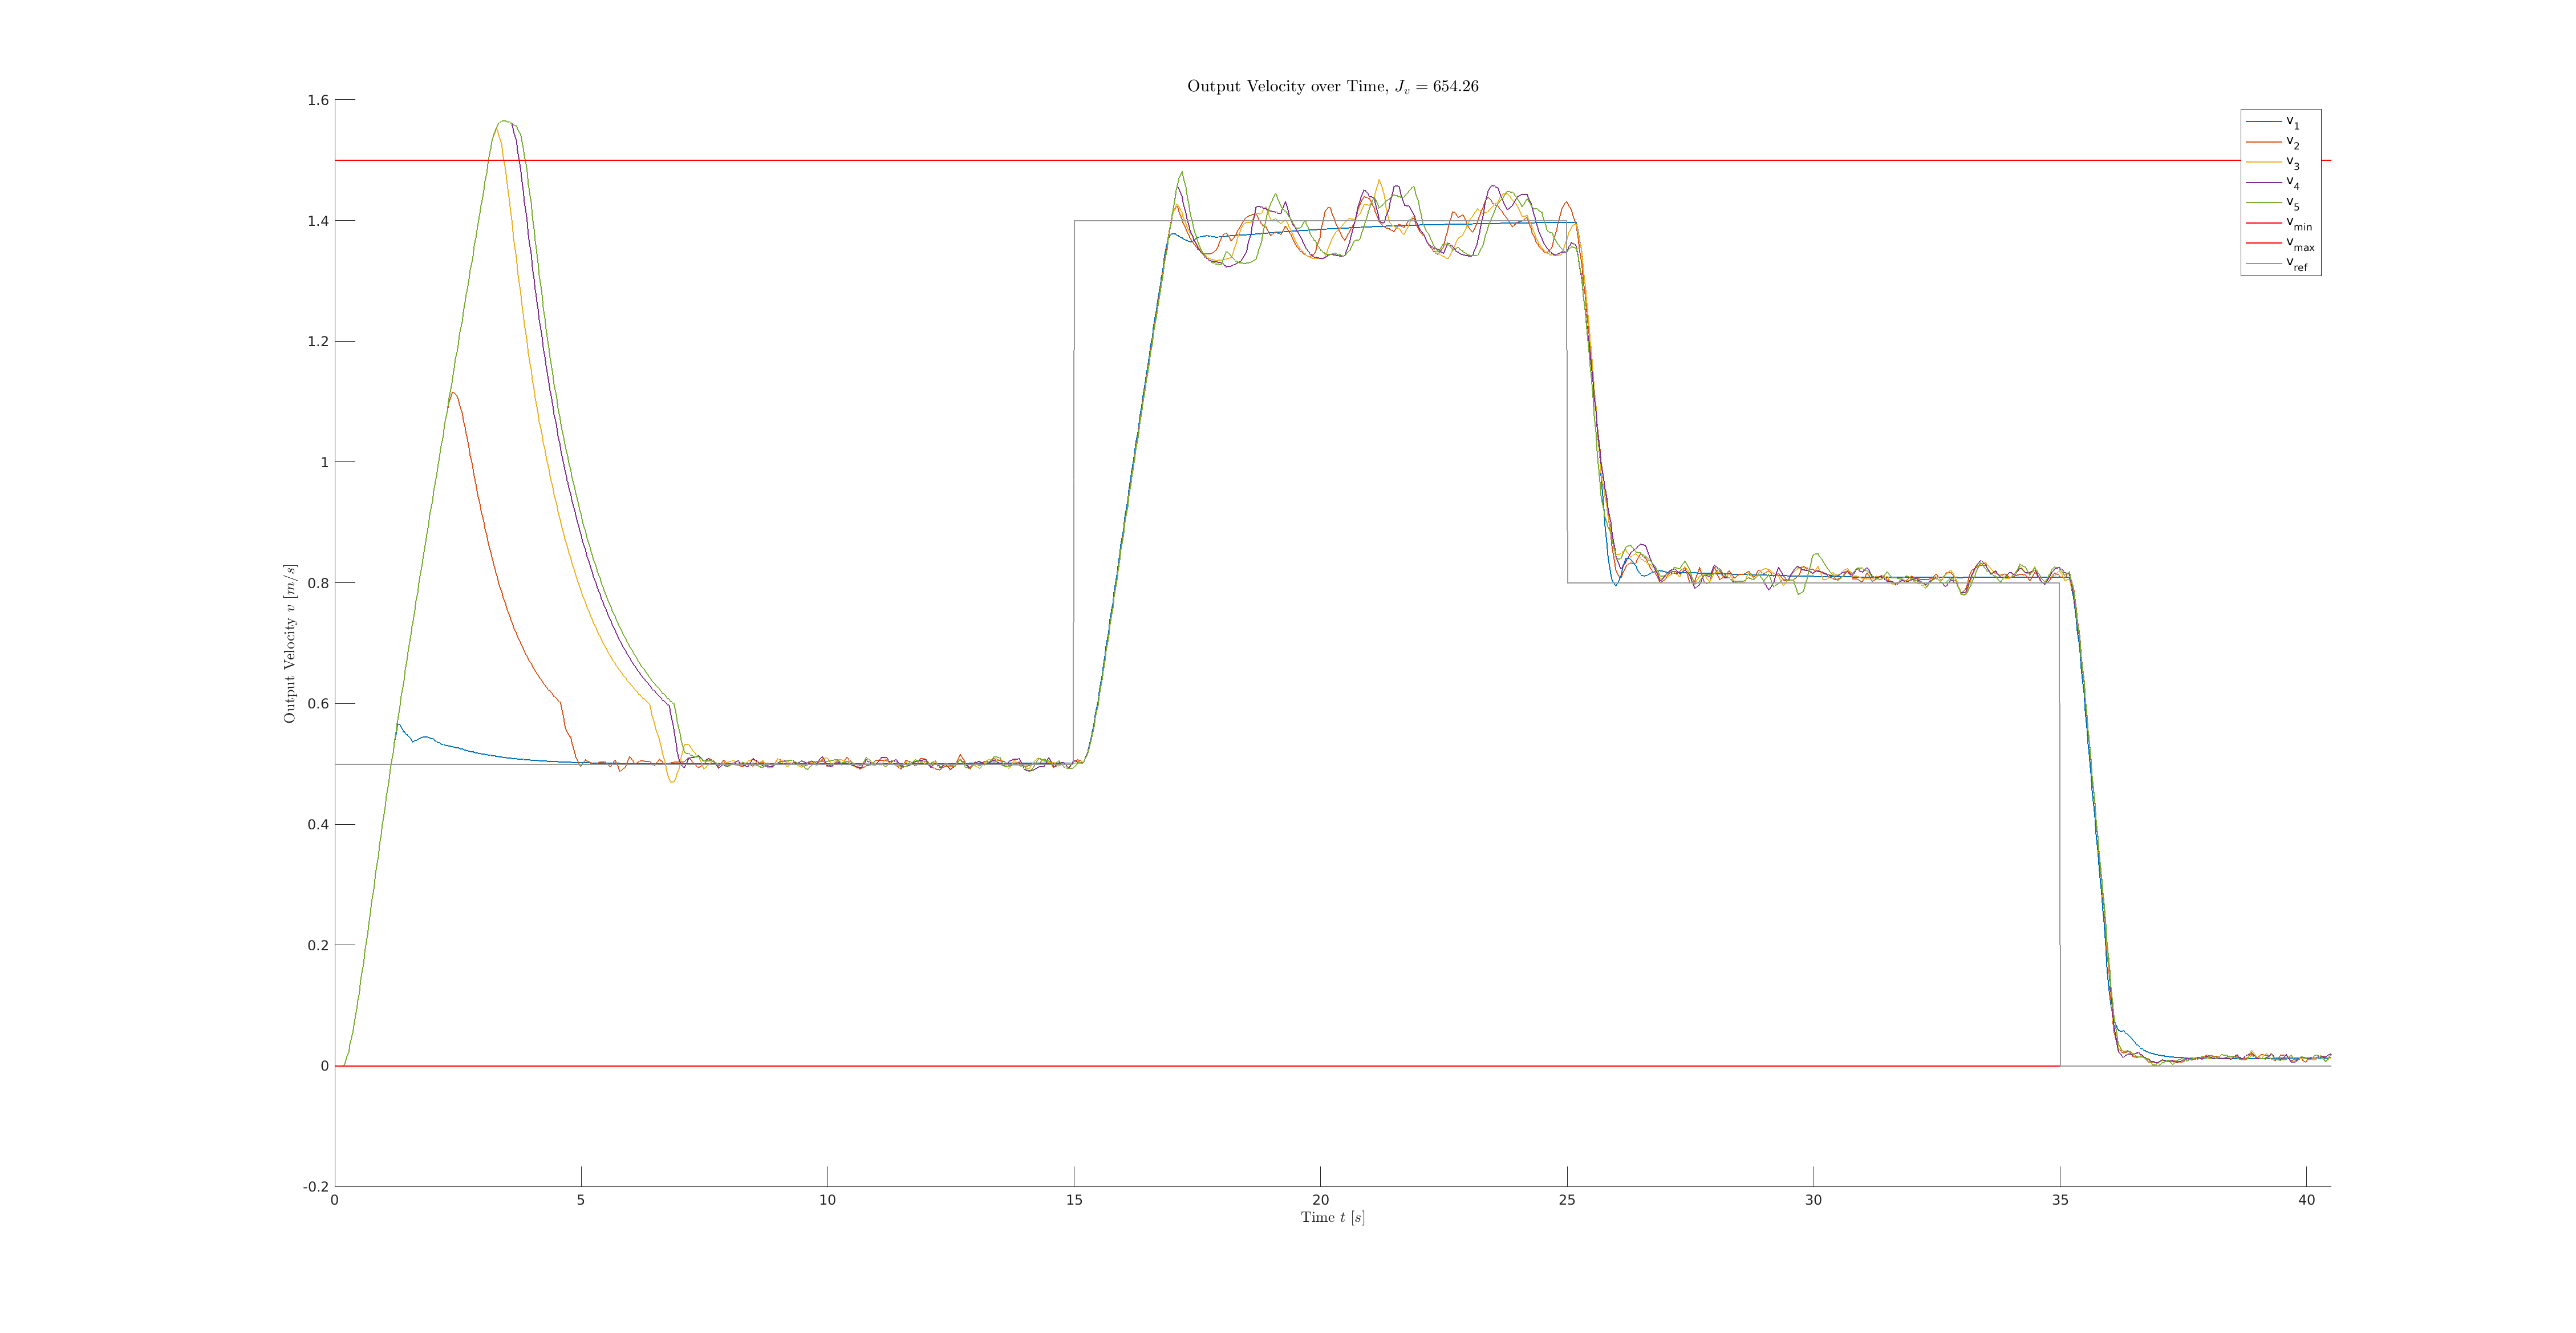 Output Velocity over Time, J_v = 654.26
1.6
1.4
1.2
1
0.8
0.6
0.4
0.2
0
-0.2
Output Velocity v [m/s]
0 5 10 15 20 25 30 35 40
Time t [s]
v_1
v_2
v_3
v_4
v_5
v_min
v_max
v_ref